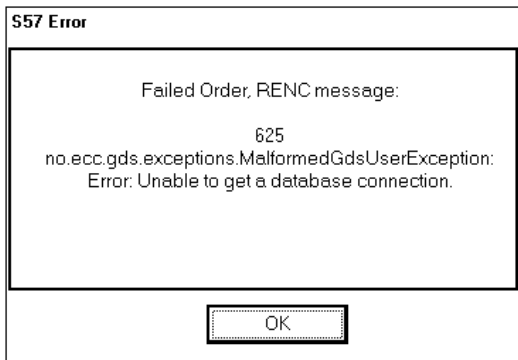 S57 Error
Failed Order, RENC message:
625
no.ecc.gds.exceptions.MalformedGdsUserException:
Error: Unable to get a database connection.
OK